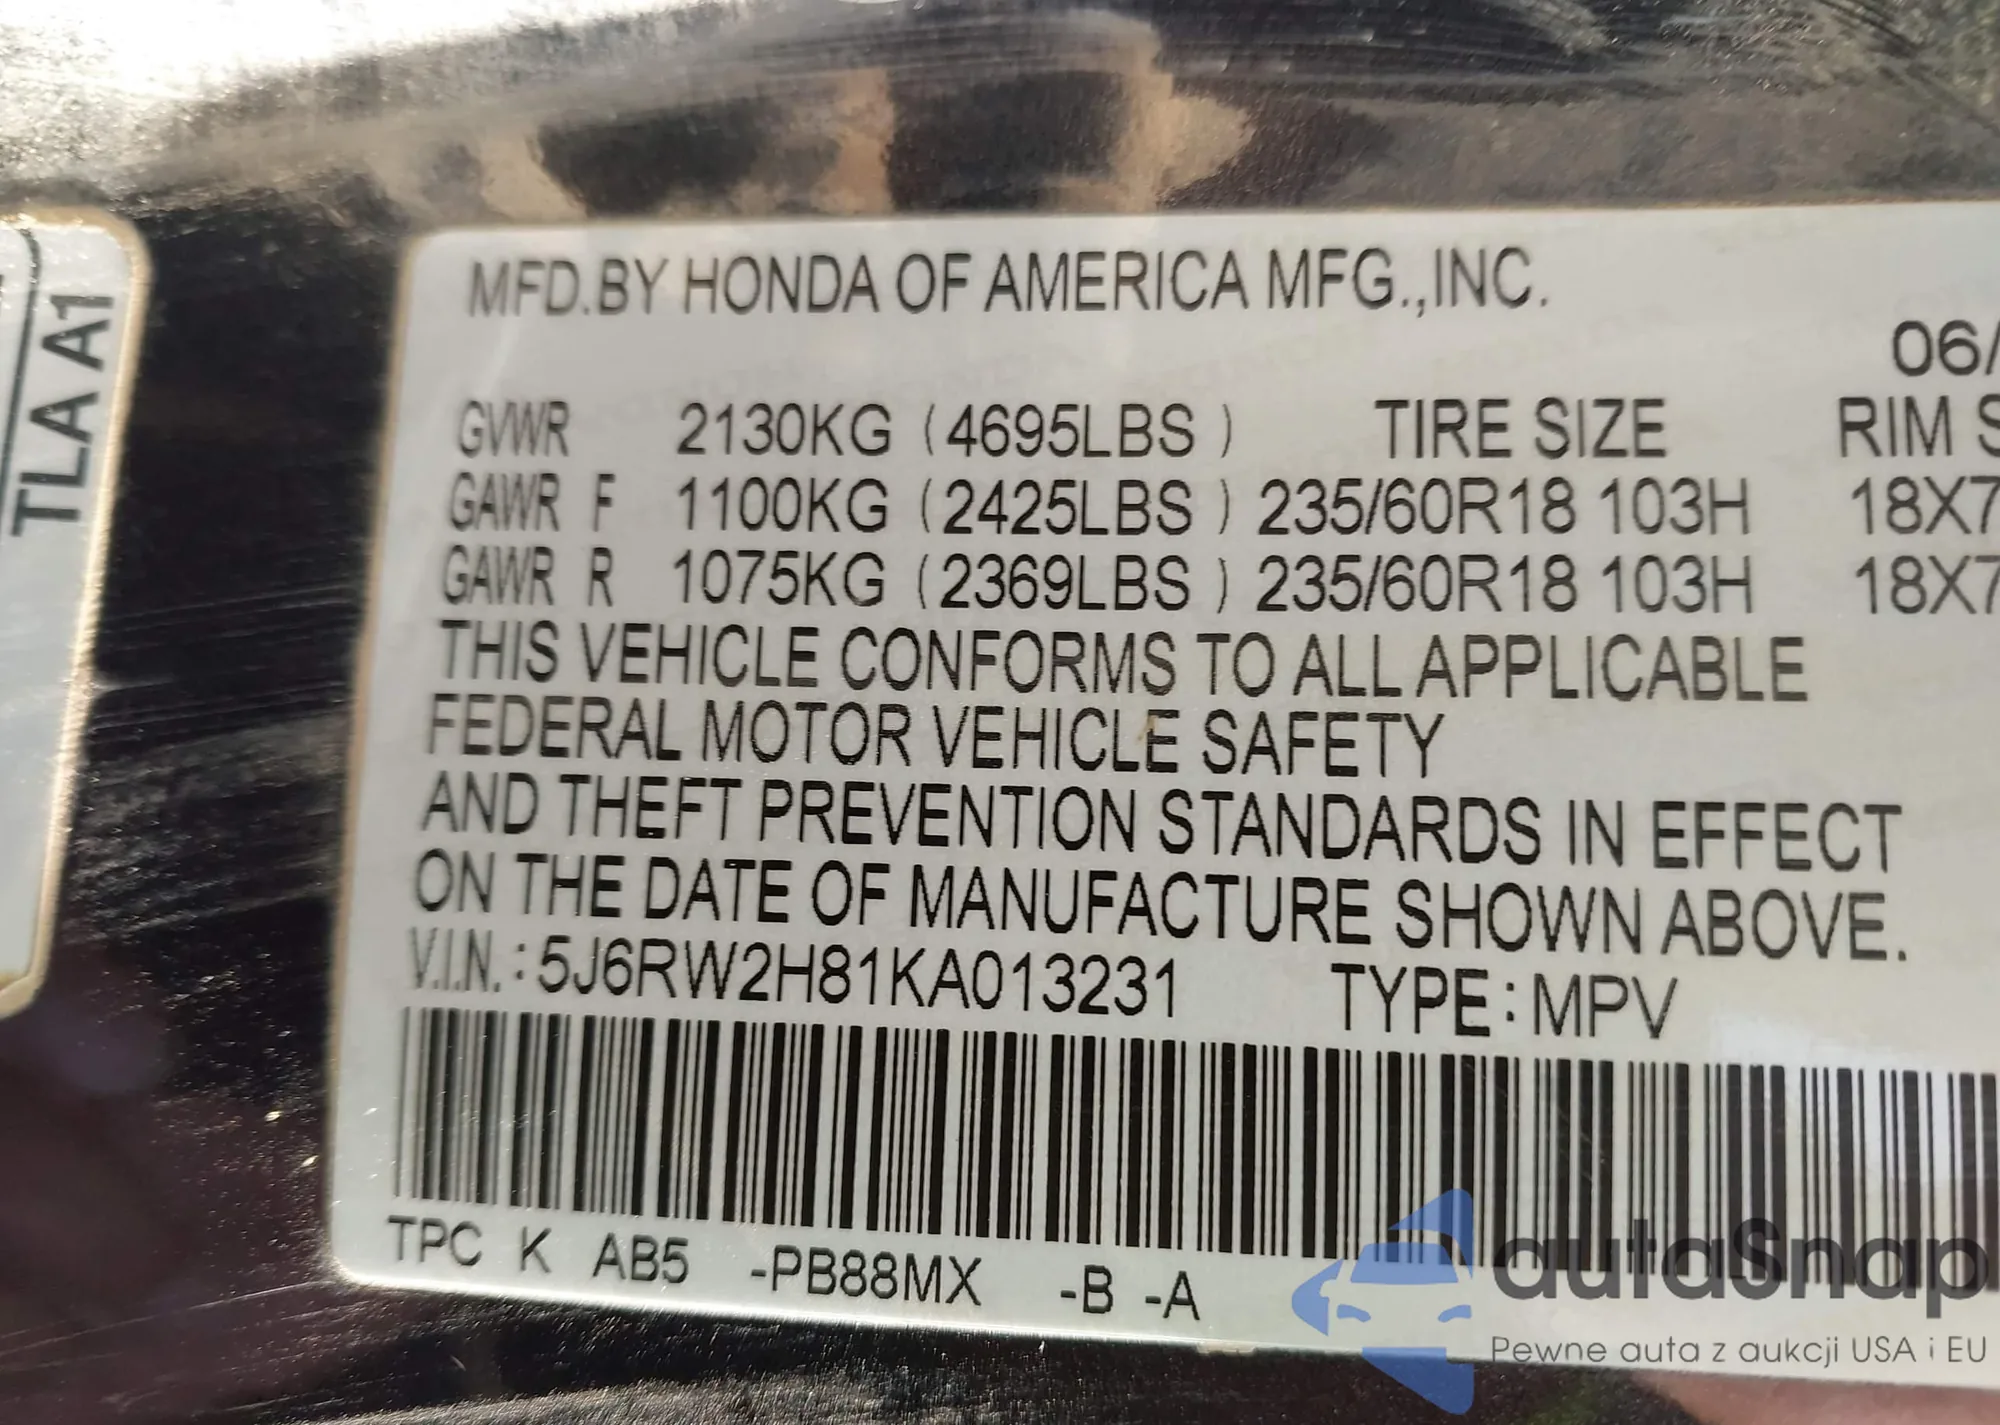 MFD.BY HONDA OF AMERICA MFG.,INC.
06/
GVWR 2130KG (4695LBS ) TIRE SIZE RIM S
GAWR F 1100KG (2425LBS ) 235/60R18 103H 18X7
GAWR R 1075KG (2369LBS ) 235/60R18 103H 18X7
THIS VEHICLE CONFORMS TO ALL APPLICABLE
FEDERAL MOTOR VEHICLE SAFETY
AND THEFT PREVENTION STANDARDS IN EFFECT
ON THE DATE OF MANUFACTURE SHOWN ABOVE.
V.I.N.: 5J6RW2H81KA013231 TYPE: MPV
TPC K AB5 -PB88MX -B -A
TLA A1
autaSnap
Pewne auta z aukcji USA i EU